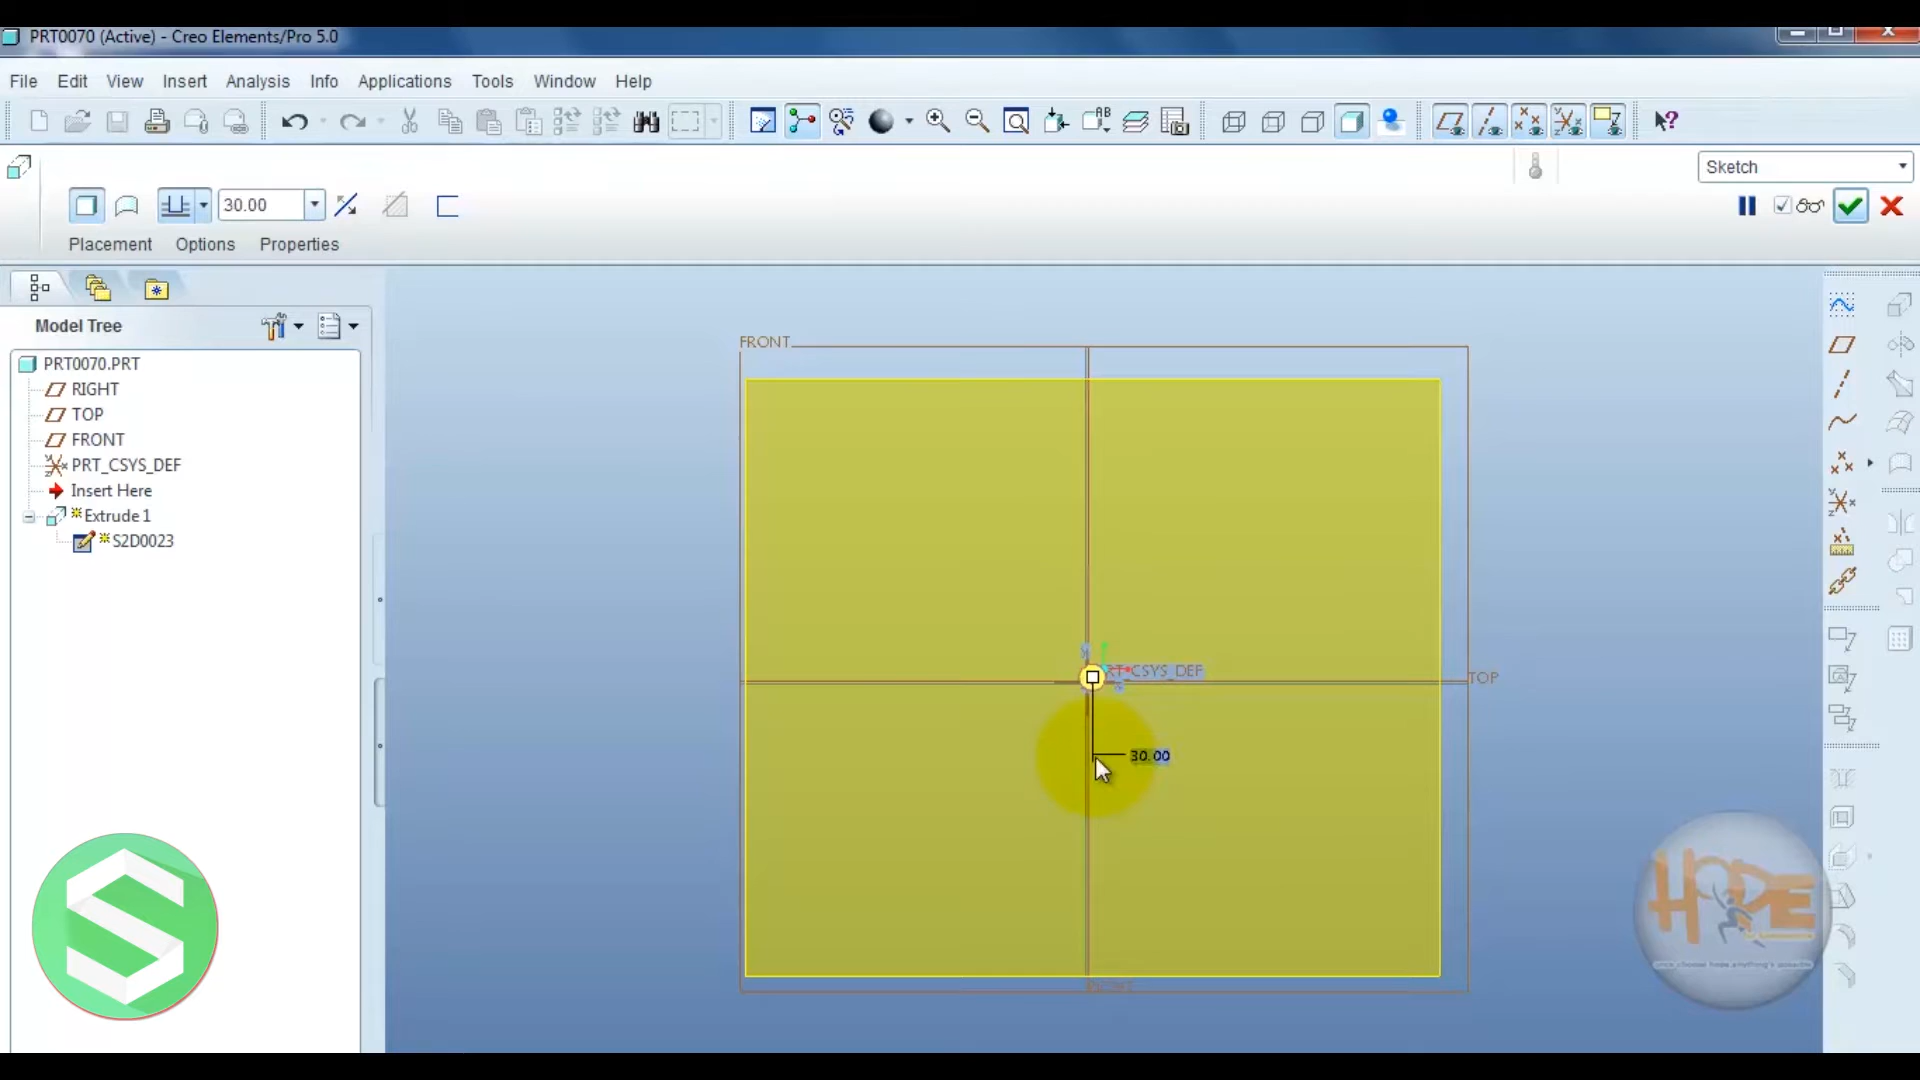 PRT0070 (Active) - Creo Elements/Pro 5.0
File Edit View Insert Analysis Info Applications Tools Window Help
Sketch
30.00
Placement Options Properties
Model Tree
PRT0070.PRT
RIGHT
TOP
FRONT
PRT_CSYS_DEF
Insert Here
Extrude 1
S2D0023
FRONT
RT_CSYS_DEF
TOP
30.00
HOPE